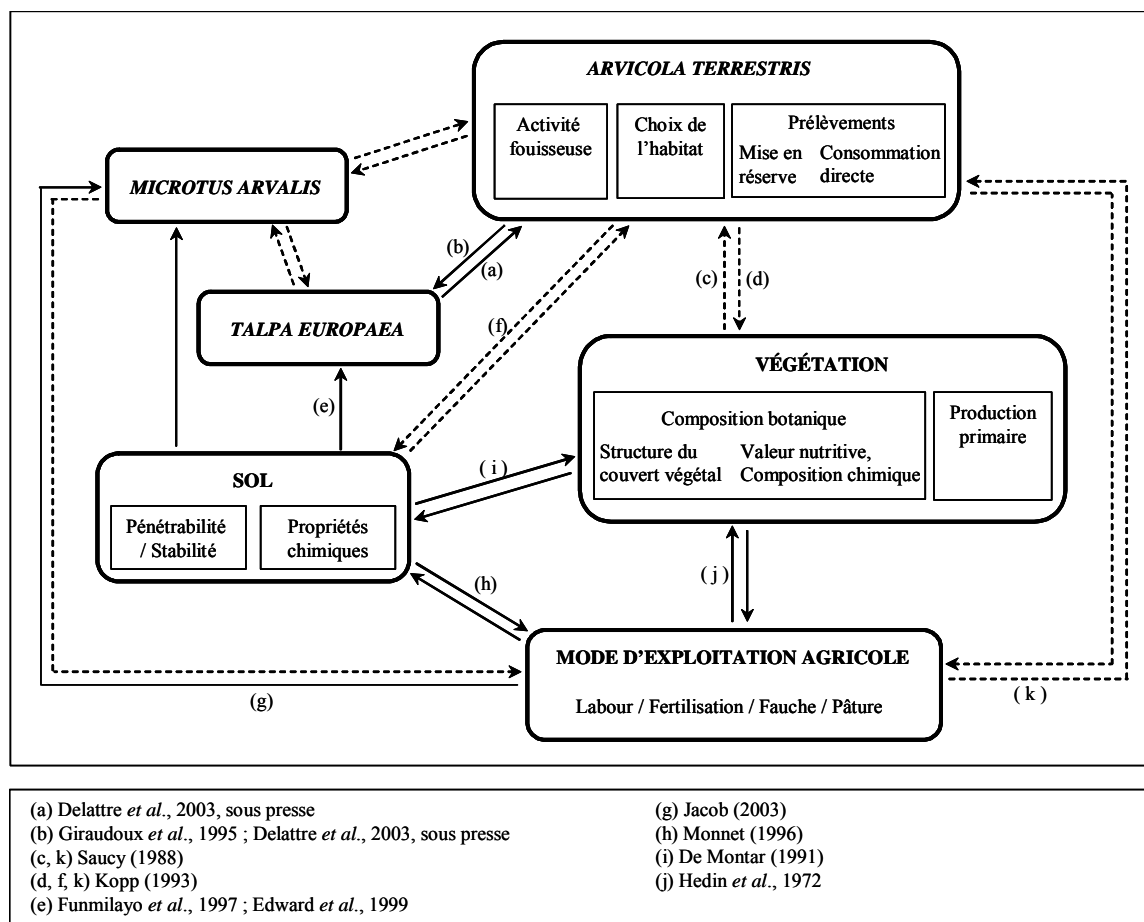 ARVICOLA TERRESTRIS
Activité
fouisseuse
Choix de
l'habitat
Prélèvements
Mise en
réserve
Consommation
directe
MICROTUS ARVALIS
(b)
(a)
TALPA EUROPAEA
(c)
(d)
(f)
VÉGÉTATION
Composition botanique
Structure du
couvert végétal
Valeur nutritive,
Composition chimique
Production
primaire
(e)
SOL
Pénétrabilité
/ Stabilité
Propriétés
chimiques
( i )
(h)
( j )
MODE D'EXPLOITATION AGRICOLE
Labour / Fertilisation / Fauche / Pâture
(g)
( k )
(a) Delattre et al., 2003, sous presse
(b) Giraudoux et al., 1995 ; Delattre et al., 2003, sous presse
(c, k) Saucy (1988)
(d, f, k) Kopp (1993)
(e) Funmilayo et al., 1997 ; Edward et al., 1999
(g) Jacob (2003)
(h) Monnet (1996)
(i) De Montar (1991)
(j) Hedin et al., 1972